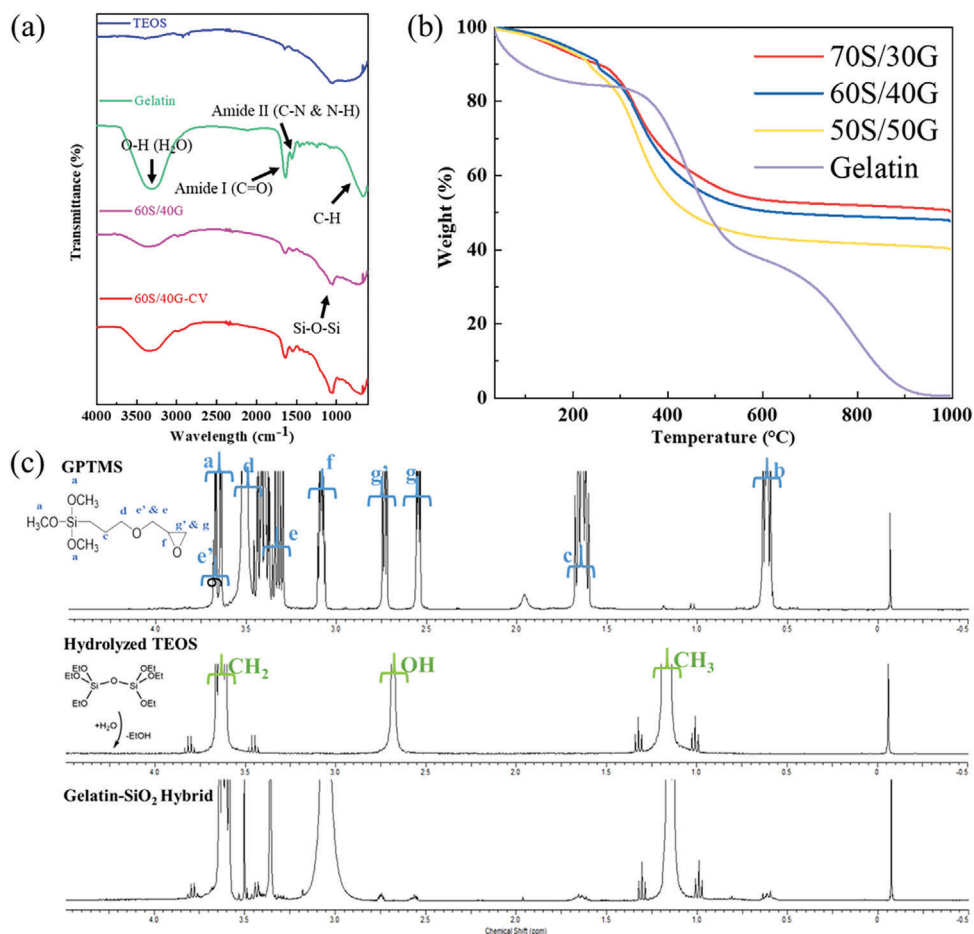 (a)
TEOS
Gelatin
Amide II (C-N & N-H)
O-H (H₂O)
Amide I (C=O)
C-H
60S/40G
Si-O-Si
60S/40G-CV
Transmittance (%)
4000 3500 3000 2500 2000 1500 1000
Wavelength (cm⁻¹)
(b)
100
80
60
40
20
0
70S/30G
60S/40G
50S/50G
Gelatin
Weight (%)
200 400 600 800 1000
Temperature (°C)
(c)
GPTMS
a d f g' g b
a
OCH₃
a H₃CO Si d e' & e g' & g
OCH₃ c O f O
a
e' e c
4.0 3.5 3.0 2.5 2.0 1.5 1.0 0.5 0 -0.5
Hydrolyzed TEOS
CH₂ OH CH₃
EtO OEt
EtO Si O Si OEt
EtO OEt
+H₂O
-EtOH
4.0 3.5 3.0 2.5 2.0 1.5 1.0 0.5 0 -0.5
Gelatin-SiO₂ Hybrid
4.0 3.5 3.0 2.5 2.0 1.5 1.0 0.5 0 -0.5
Chemical Shift (ppm)